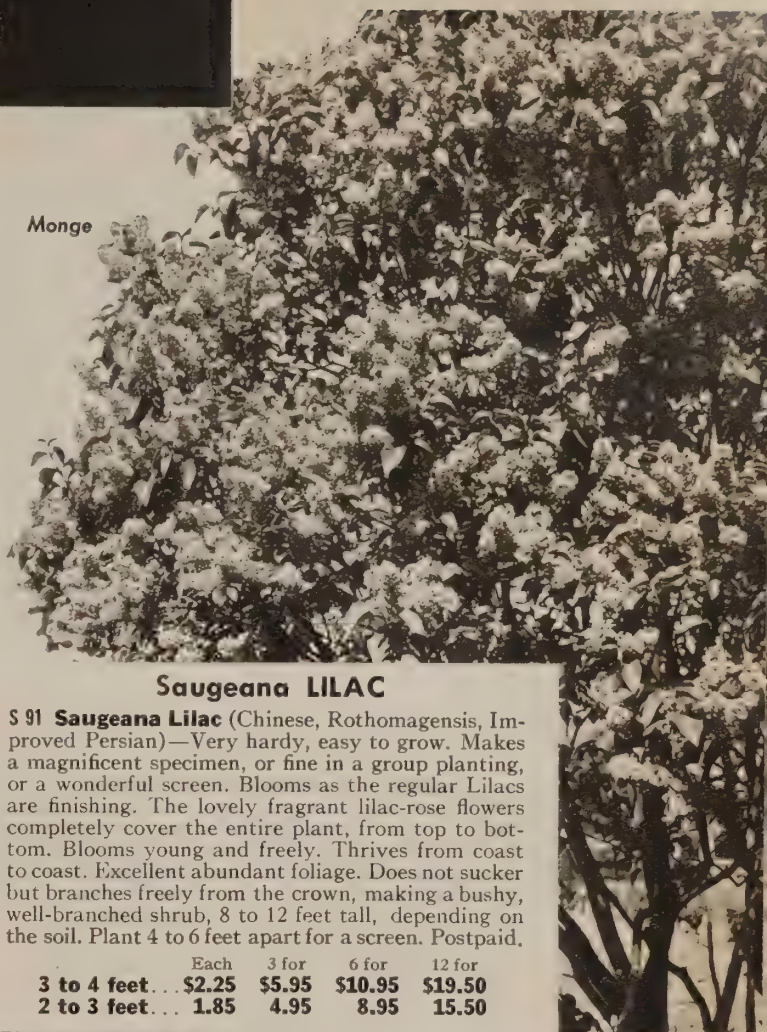 Monge
Saugeana LILAC
S 91 Saugeana Lilac (Chinese, Rothomagensis, Im-
proved Persian)—Very hardy, easy to grow. Makes
a magnificent specimen, or fine in a group planting,
or a wonderful screen. Blooms as the regular Lilacs
are finishing. The lovely fragrant lilac-rose flowers
completely cover the entire plant, from top to bot-
tom. Blooms young and freely. Thrives from coast
to coast. Excellent abundant foliage. Does not sucker
but branches freely from the crown, making a bushy,
well-branched shrub, 8 to 12 feet tall, depending on
the soil. Plant 4 to 6 feet apart for a screen. Postpaid.
Each 3 for 6 for 12 for
3 to 4 feet... $2.25 $5.95 $10.95 $19.50
2 to 3 feet... 1.85 4.95 8.95 15.50